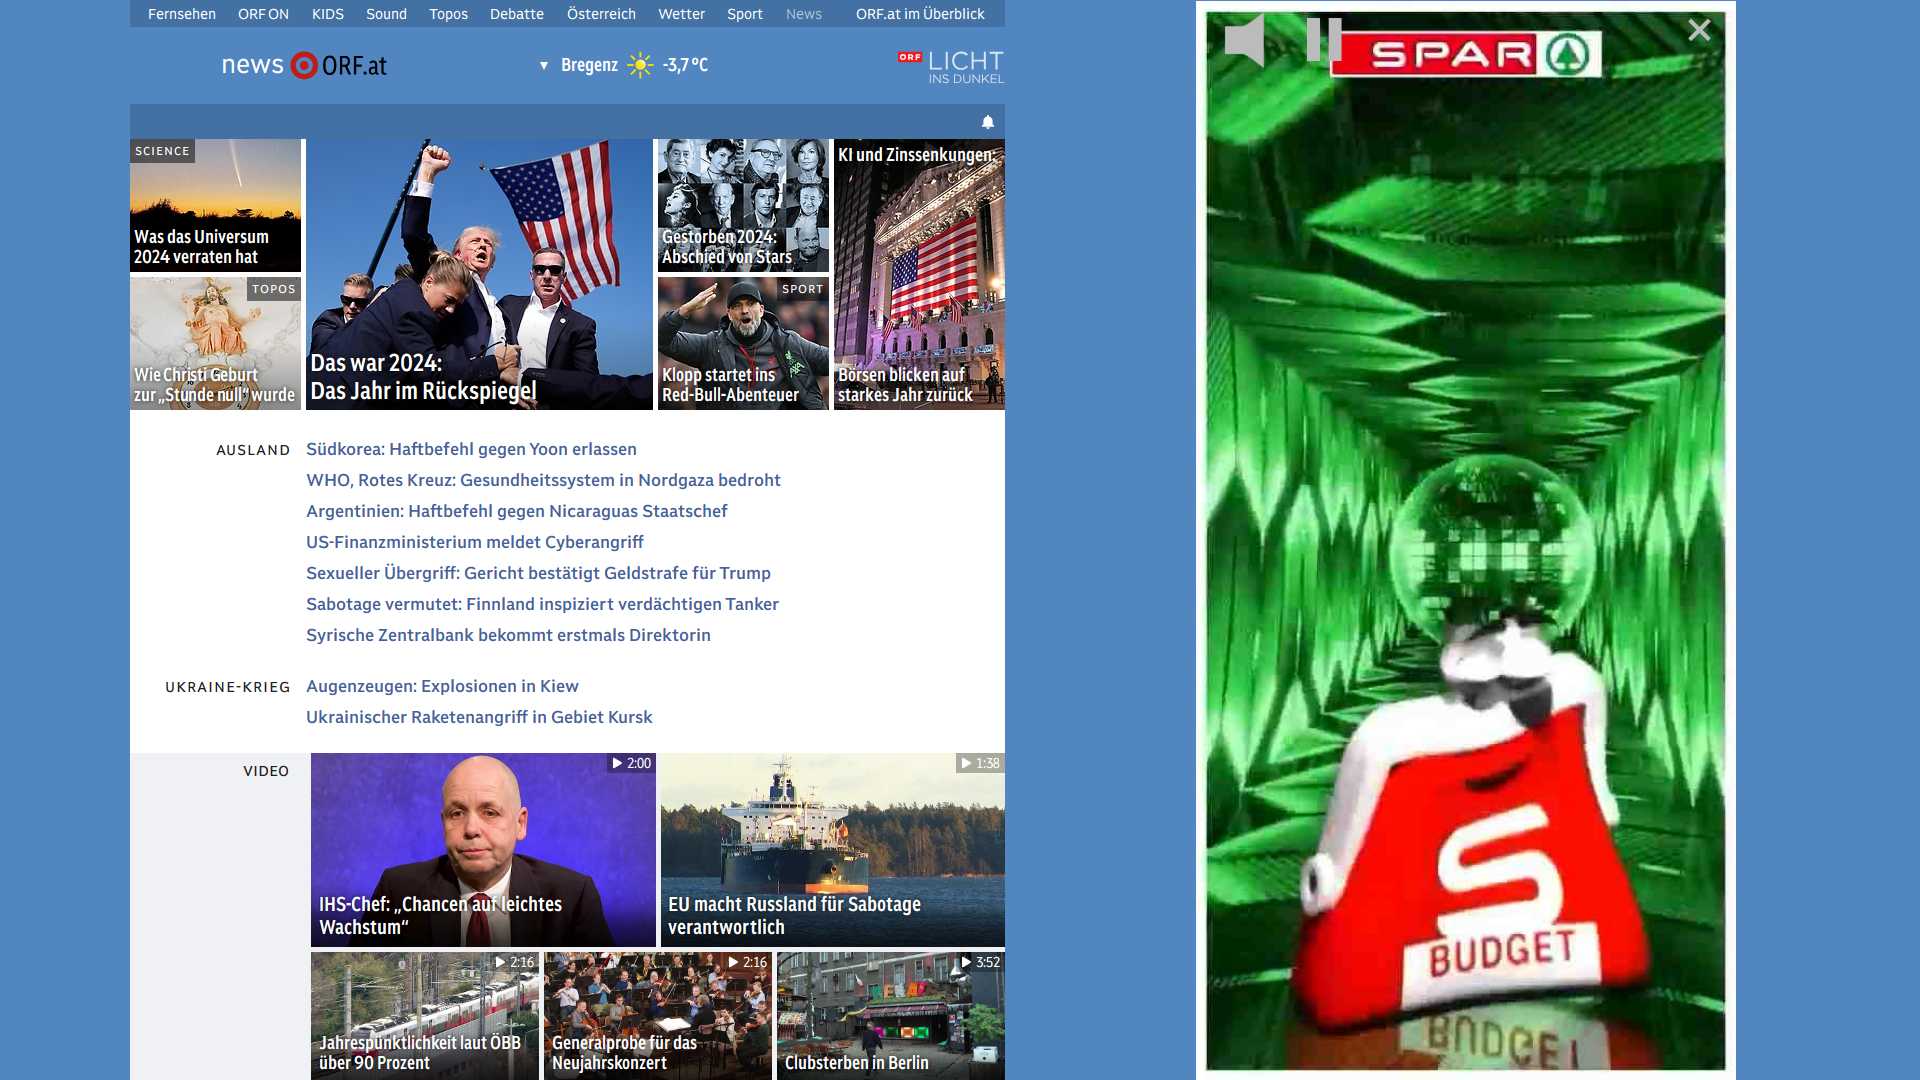 Fernsehen ORF ON KIDS Sound Topos Debatte Österreich Wetter Sport News ORF.at im Überblick
news ORF.at
▼ Bregenz -3,7 °C
ORF LICHT
INS DUNKEL
SCIENCE
Was das Universum
2024 verraten hat
TOPOS
Wie Christi Geburt
zur „Stunde null“ wurde
Das war 2024:
Das Jahr im Rückspiegel
Gestorben 2024:
Abschied von Stars
SPORT
Klopp startet ins
Red-Bull-Abenteuer
KI und Zinssenkungen:
Börsen blicken auf
starkes Jahr zurück
AUSLAND
Südkorea: Haftbefehl gegen Yoon erlassen
WHO, Rotes Kreuz: Gesundheitssystem in Nordgaza bedroht
Argentinien: Haftbefehl gegen Nicaraguas Staatschef
US-Finanzministerium meldet Cyberangriff
Sexueller Übergriff: Gericht bestätigt Geldstrafe für Trump
Sabotage vermutet: Finnland inspiziert verdächtigen Tanker
Syrische Zentralbank bekommt erstmals Direktorin
UKRAINE-KRIEG
Augenzeugen: Explosionen in Kiew
Ukrainischer Raketenangriff in Gebiet Kursk
VIDEO
2:00
IHS-Chef: „Chancen auf leichtes
Wachstum“
1:38
EU macht Russland für Sabotage
verantwortlich
2:16
Jahrespünktlichkeit laut ÖBB
über 90 Prozent
2:16
Generalprobe für das
Neujahrskonzert
3:52
Clubsterben in Berlin
SPAR
S
BUDGET